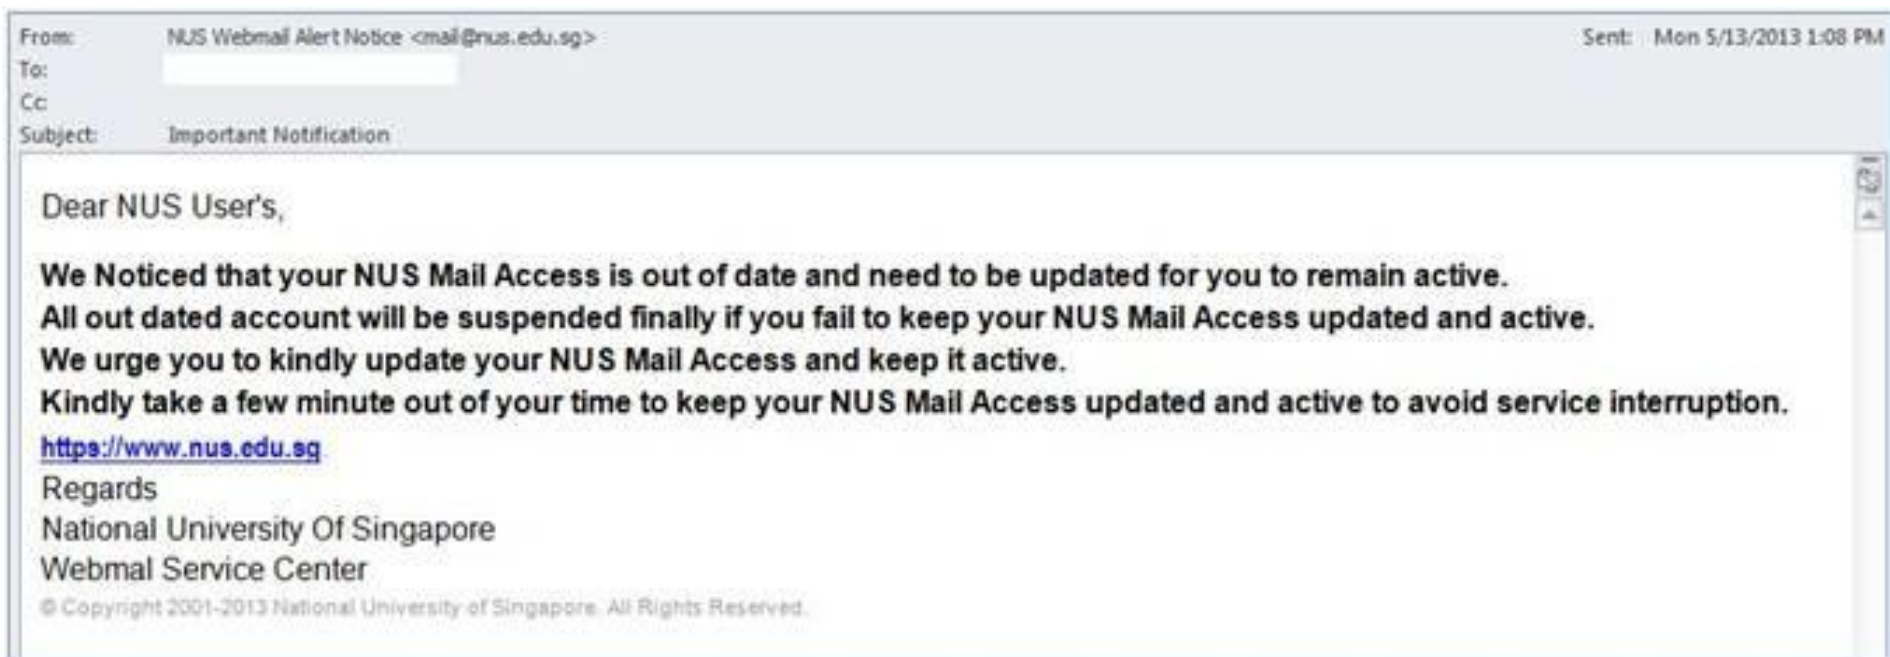 From: NUS Webmail Alert Notice <mail@nus.edu.sg> Sent: Mon 5/13/2013 1:08 PM
To:
Cc:
Subject: Important Notification
Dear NUS User's,
We Noticed that your NUS Mail Access is out of date and need to be updated for you to remain active.
All out dated account will be suspended finally if you fail to keep your NUS Mail Access updated and active.
We urge you to kindly update your NUS Mail Access and keep it active.
Kindly take a few minute out of your time to keep your NUS Mail Access updated and active to avoid service interruption.
https://www.nus.edu.sg
Regards
National University Of Singapore
Webmal Service Center
© Copyright 2001-2013 National University of Singapore. All Rights Reserved.